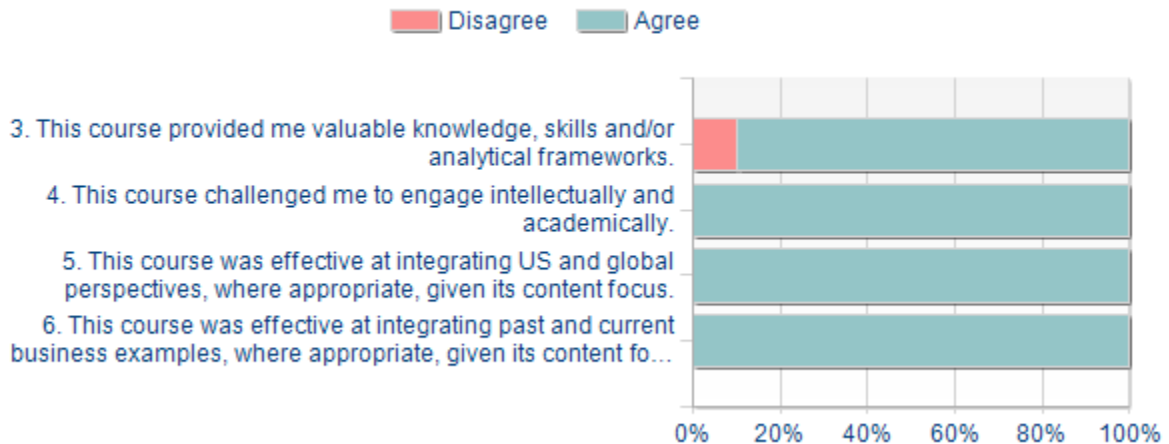 Disagree Agree
3. This course provided me valuable knowledge, skills and/or
analytical frameworks.
4. This course challenged me to engage intellectually and
academically.
5. This course was effective at integrating US and global
perspectives, where appropriate, given its content focus.
6. This course was effective at integrating past and current
business examples, where appropriate, given its content fo...
0% 20% 40% 60% 80% 100%